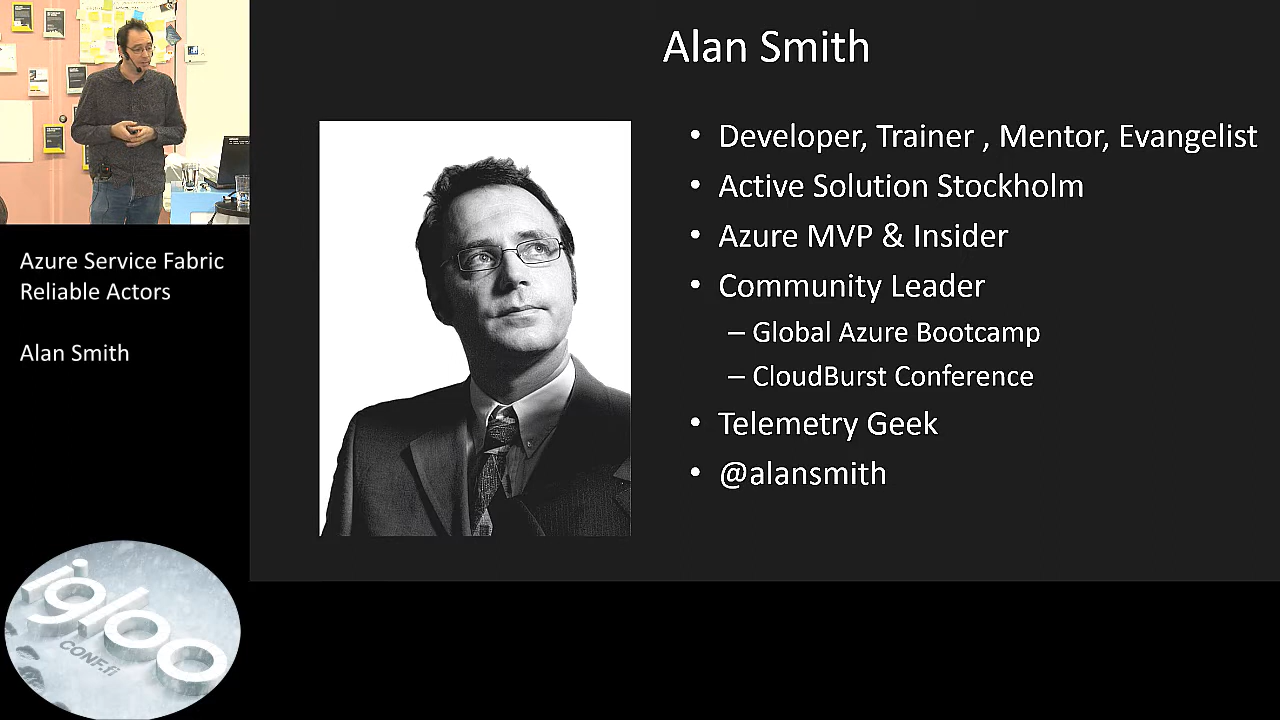 Alan Smith
• Developer, Trainer , Mentor, Evangelist
• Active Solution Stockholm
• Azure MVP & Insider
• Community Leader
– Global Azure Bootcamp
– CloudBurst Conference
• Telemetry Geek
• @alansmith
Azure Service Fabric
Reliable Actors
Alan Smith
igloo
CONF.fi